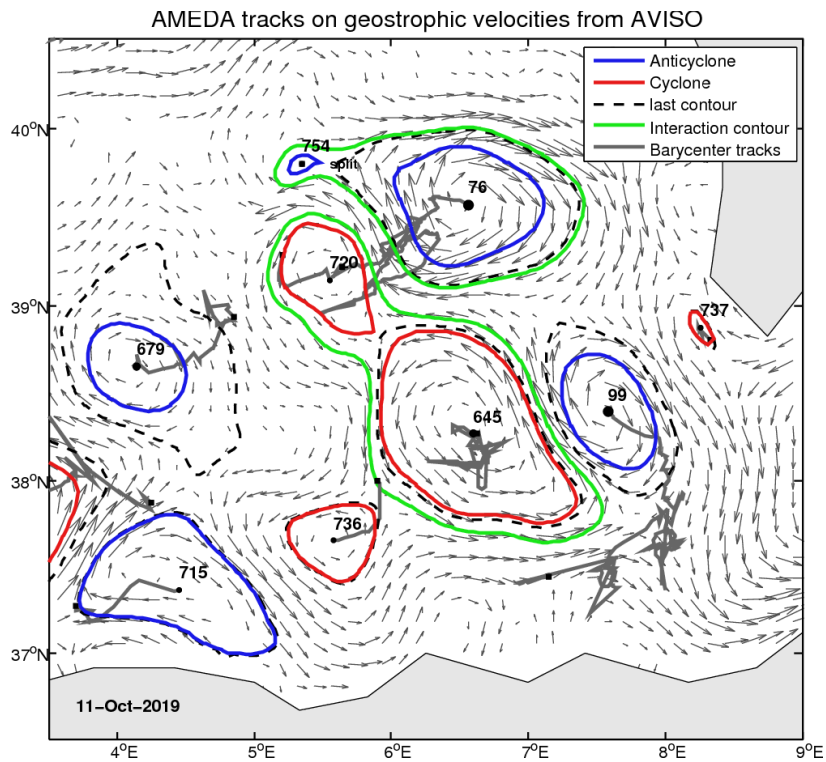 AMEDA tracks on geostrophic velocities from AVISO
Anticyclone
Cyclone
last contour
Interaction contour
Barycenter tracks
40°N
39°N
38°N
37°N
754
split
76
720
737
679
99
645
736
715
11−Oct−2019
4°E
5°E
6°E
7°E
8°E
9°E